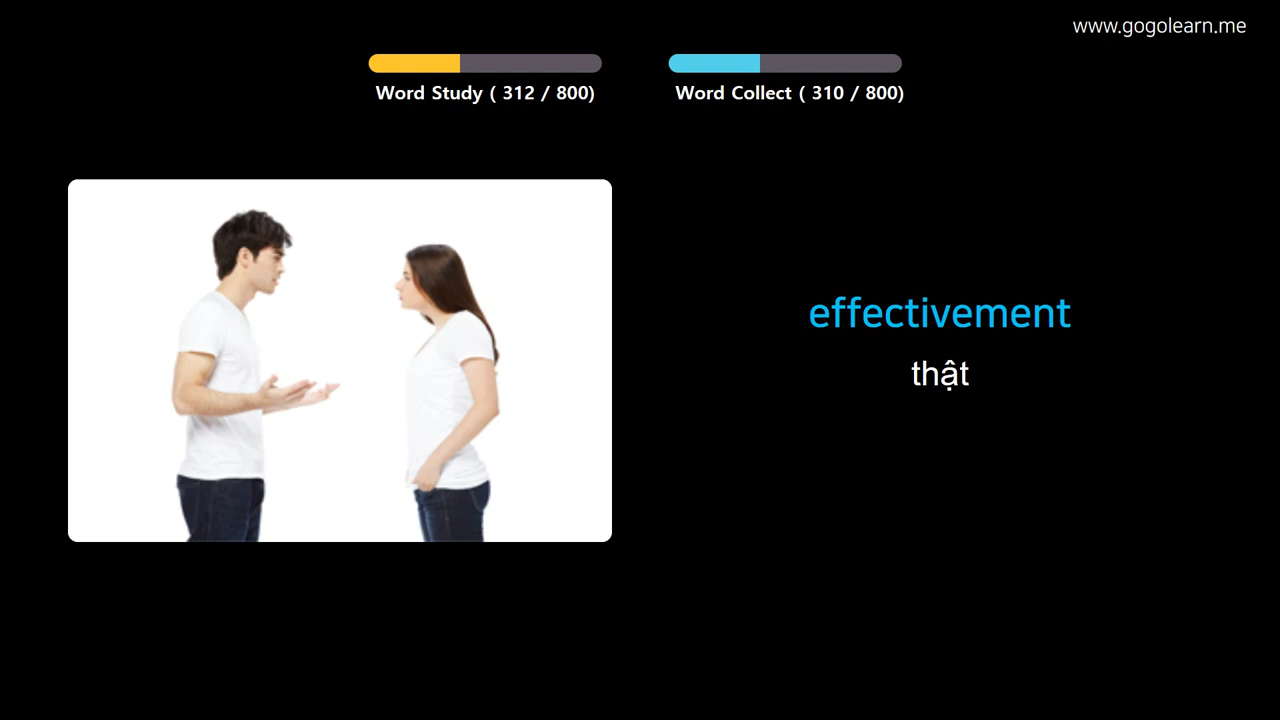 www.gogolearn.me
Word Study ( 312 / 800)
Word Collect ( 310 / 800)
effectivement
thật